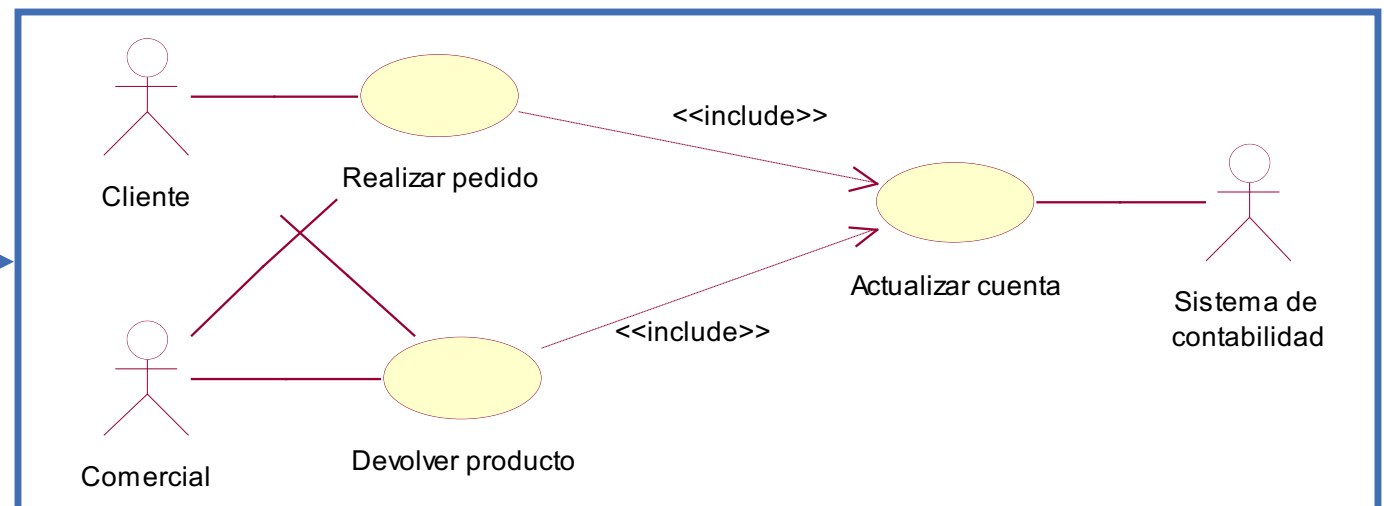 <<include>>
Realizar pedido
Cliente
Actualizar cuenta
Sistema de
contabilidad
<<include>>
Devolver producto
Comercial